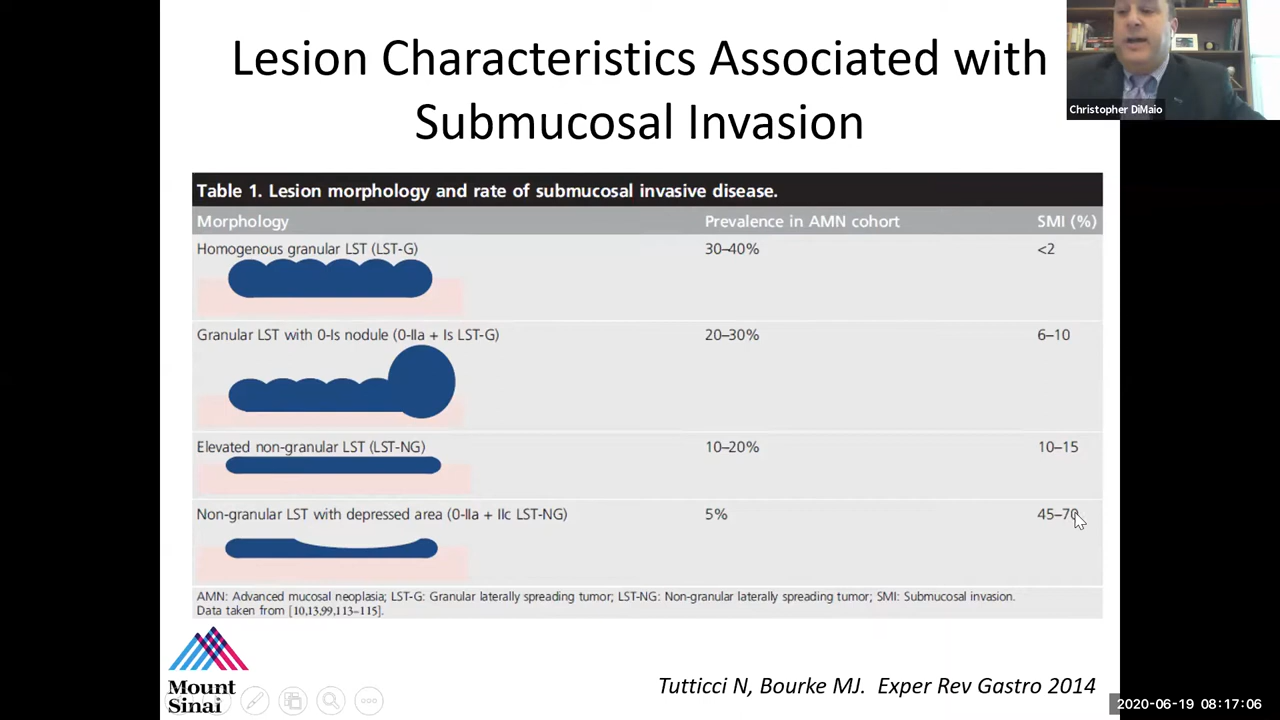 Lesion Characteristics Associated with
Submucosal Invasion
Christopher DiMaio
Table 1. Lesion morphology and rate of submucosal invasive disease.
Morphology Prevalence in AMN cohort SMI (%)
Homogenous granular LST (LST-G) 30–40% <2
Granular LST with 0-Is nodule (0-IIa + Is LST-G) 20–30% 6–10
Elevated non-granular LST (LST-NG) 10–20% 10–15
Non-granular LST with depressed area (0-IIa + IIc LST-NG) 5% 45–70
AMN: Advanced mucosal neoplasia; LST-G: Granular laterally spreading tumor; LST-NG: Non-granular laterally spreading tumor; SMI: Submucosal invasion.
Data taken from [10,13,99,113–115].
Mount
Sinai
Tutticci N, Bourke MJ. Exper Rev Gastro 2014
2020-06-19 08:17:06